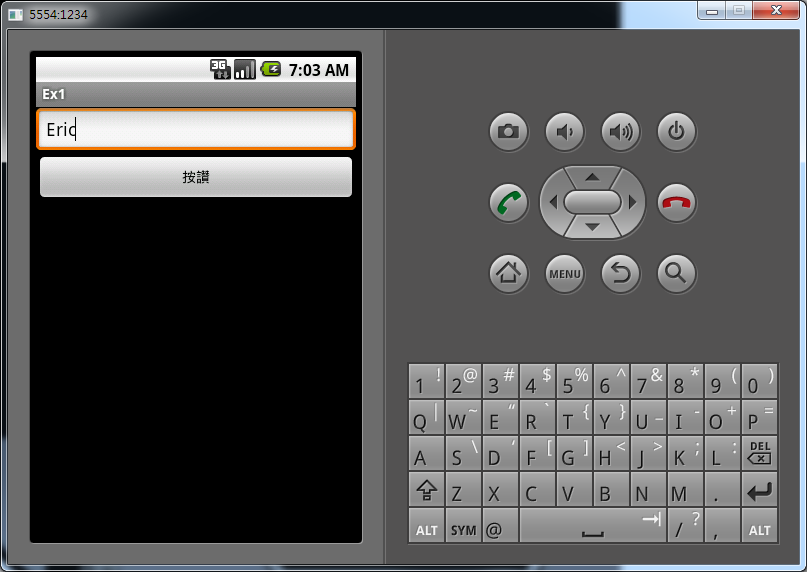 5554:1234
3G 7:03 AM
Ex1
Eric
按讚
MENU
1 ! 2 @ 3 # 4 $ 5 % 6 ^ 7 & 8 * 9 ( 0 )
Q | W ~ E “ R ` T { Y } U _ I - O + P =
A S \ D ‘ F [ G ] H < J > K ; L : DEL
Z X C V B N M .
ALT SYM @ / ? , ALT